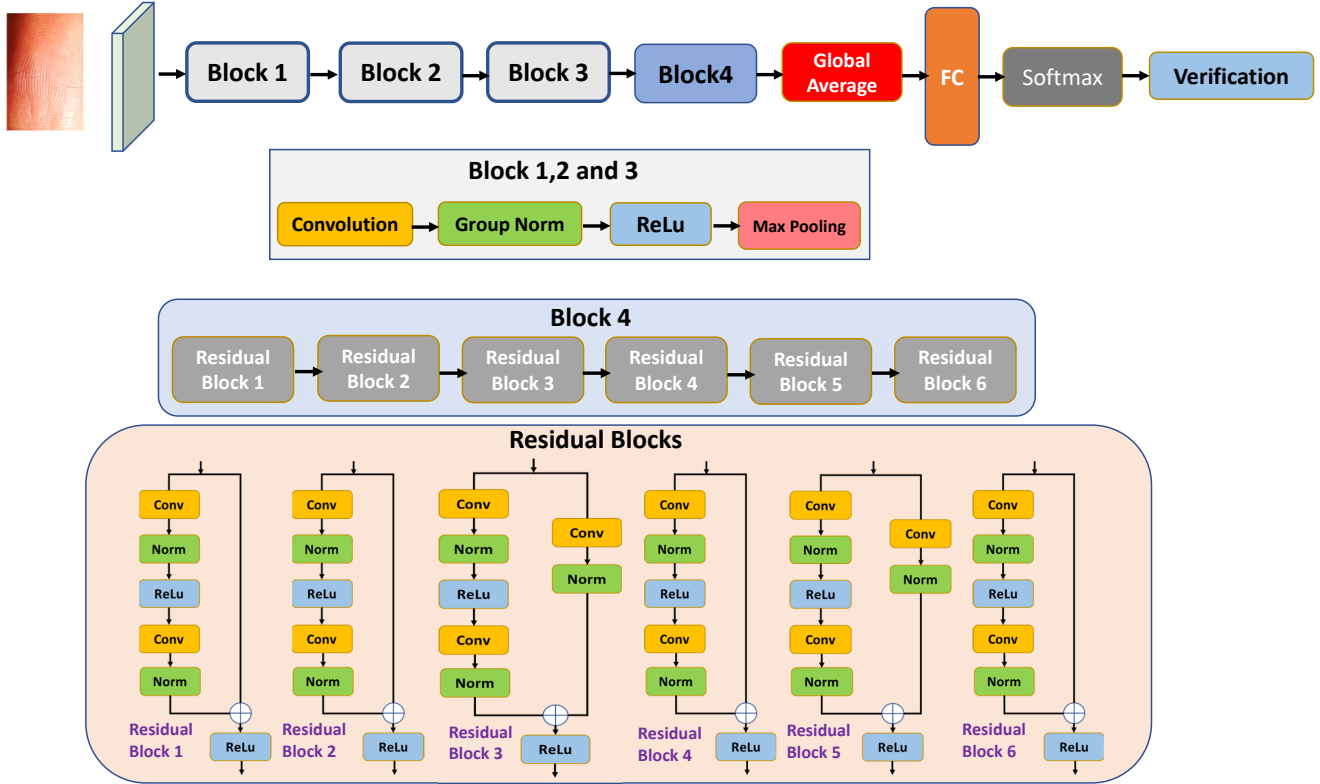 Block 1
Block 2
Block 3
Block4
Global
Average
FC
Softmax
Verification
Block 1,2 and 3
Convolution
Group Norm
ReLu
Max Pooling
Block 4
Residual
Block 1
Residual
Block 2
Residual
Block 3
Residual
Block 4
Residual
Block 5
Residual
Block 6
Residual Blocks
Conv
Norm
ReLu
Conv
Norm
Residual
Block 1
ReLu
Conv
Norm
ReLu
Conv
Norm
Residual
Block 2
ReLu
Conv
Norm
ReLu
Conv
Norm
Conv
Norm
Residual
Block 3
ReLu
Conv
Norm
ReLu
Conv
Norm
Residual
Block 4
ReLu
Conv
Norm
ReLu
Conv
Norm
Conv
Norm
Residual
Block 5
ReLu
Conv
Norm
ReLu
Conv
Norm
Residual
Block 6
ReLu